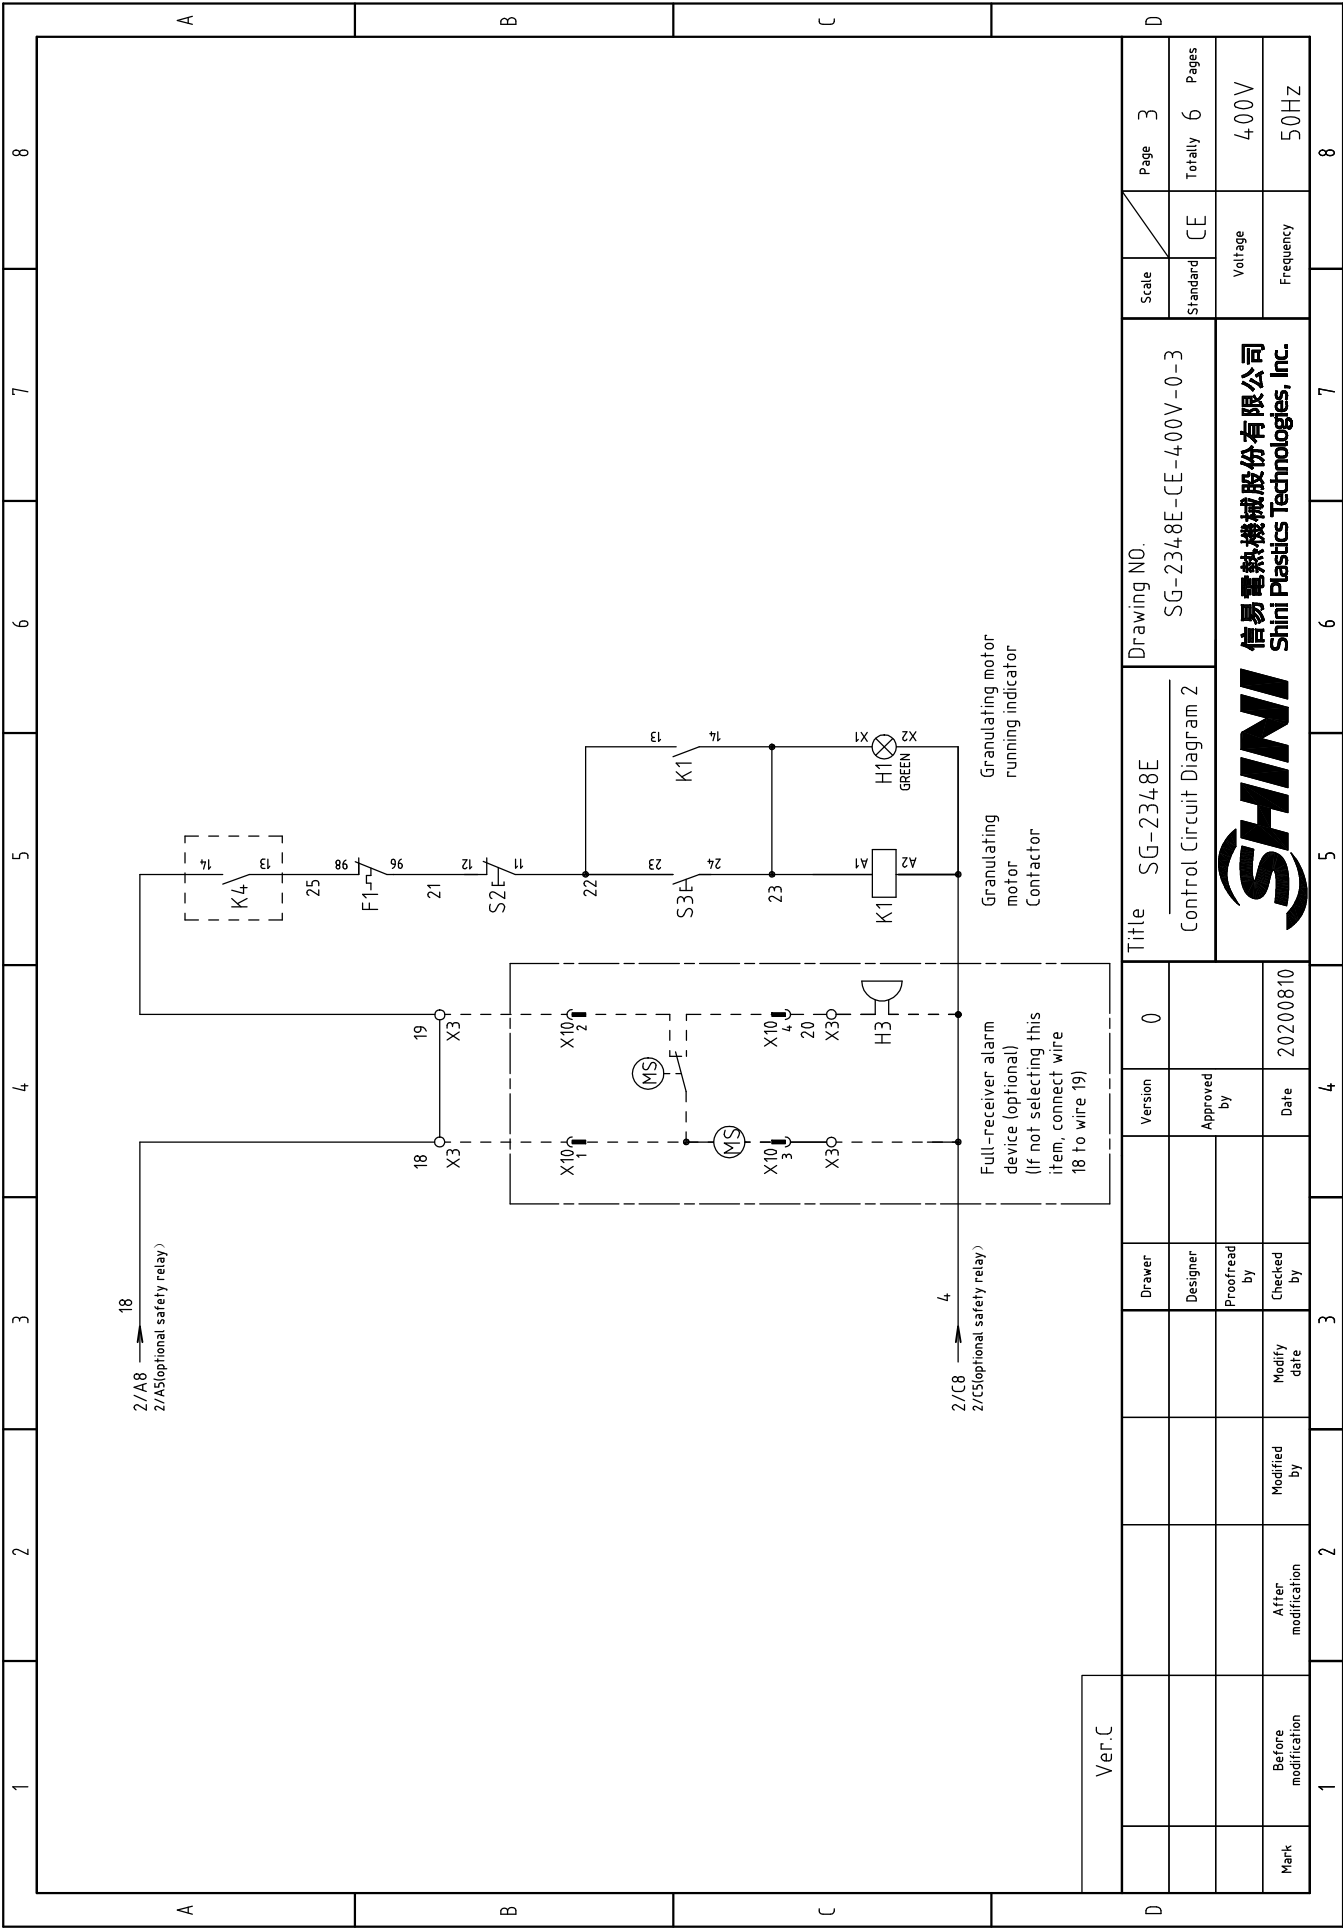 1
2
3
4
5
6
7
8
A
B
C
D
2/A8
2/A5(optional safety relay)
18
2/C8
2/C5(optional safety relay)
4
18
X3
19
X3
X10
1
X10
2
MS
MS
X10
3
X10
4
20
X3
X3
H3
Full-receiver alarm
device (optional)
(If not selecting this
item, connect wire
18 to wire 19)
14
K4
13
25
98
F1
96
21
12
S2
11
22
23
S3
24
23
A1
K1
A2
13
K1
14
X1
H1
GREEN
X2
Granulating
motor
Contactor
Granulating motor
running indicator
Ver.C
Mark
Before
modification
After
modification
Modified
by
Modify
date
Drawer
Designer
Proofread
by
Checked
by
Version
0
Approved
by
Date
20200810
Title
SG-2348E
Control Circuit Diagram 2
Drawing NO.
SG-2348E-CE-400V-0-3
SHINI
信易電熱機械股份有限公司
Shini Plastics Technologies, Inc.
Scale
Page 3
Standard CE
Totally 6 Pages
Voltage 400V
Frequency 50Hz
A
B
C
D
1
2
3
4
5
6
7
8